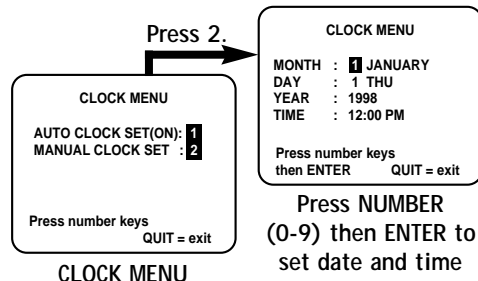 Press 2.
CLOCK MENU
AUTO CLOCK SET(ON): 1
MANUAL CLOCK SET : 2
Press number keys
QUIT = exit
CLOCK MENU
CLOCK MENU
MONTH : 1 JANUARY
DAY : 1 THU
YEAR : 1998
TIME : 12:00 PM
Press number keys
then ENTER QUIT = exit
Press NUMBER
(0-9) then ENTER to
set date and time